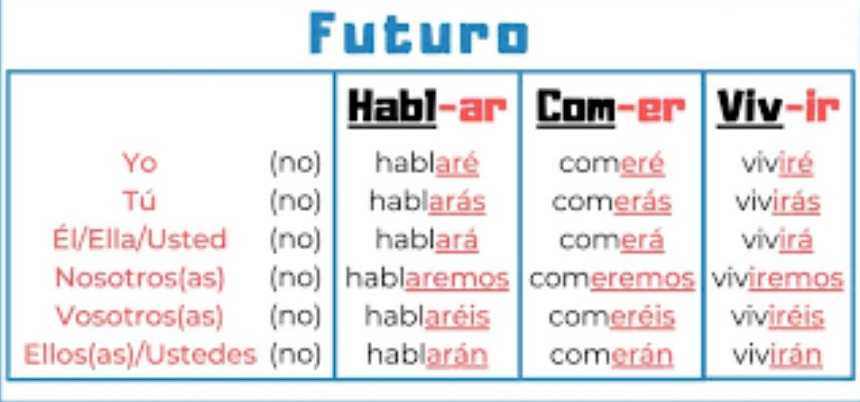 Futuro
Habl-ar Com-er Viv-ir
Yo (no) hablaré comeré viviré
Tú (no) hablarás comerás vivirás
Él/Ella/Usted (no) hablará comerá vivirá
Nosotros(as) (no) hablaremos comeremos viviremos
Vosotros(as) (no) hablaréis comeréis viviréis
Ellos(as)/Ustedes (no) hablarán comerán vivirán